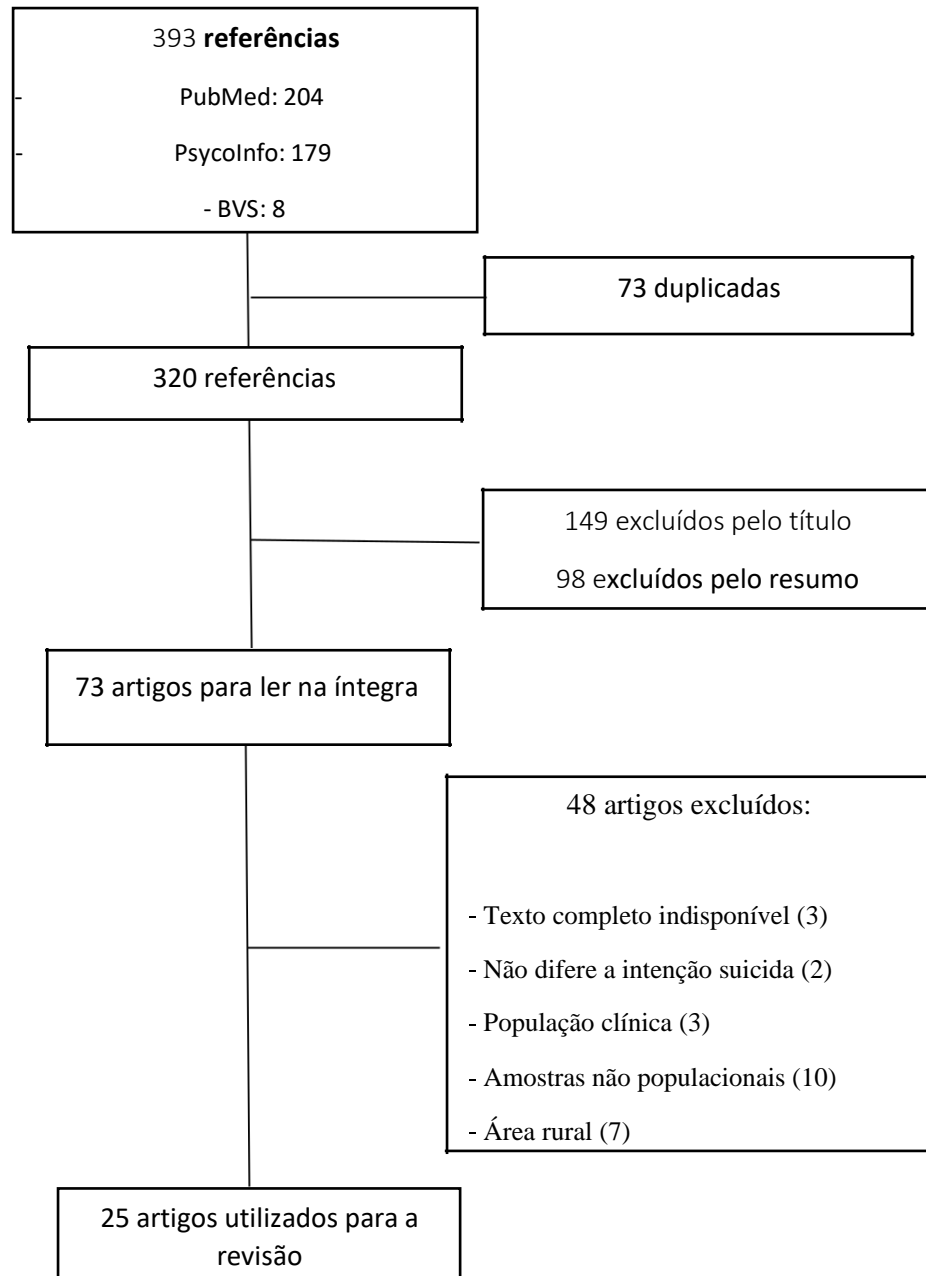 393 referências
- PubMed: 204
- PsycoInfo: 179
- BVS: 8
73 duplicadas
320 referências
149 excluídos pelo título
98 excluídos pelo resumo
73 artigos para ler na íntegra
48 artigos excluídos:
- Texto completo indisponível (3)
- Não difere a intenção suicida (2)
- População clínica (3)
- Amostras não populacionais (10)
- Área rural (7)
25 artigos utilizados para a
revisão